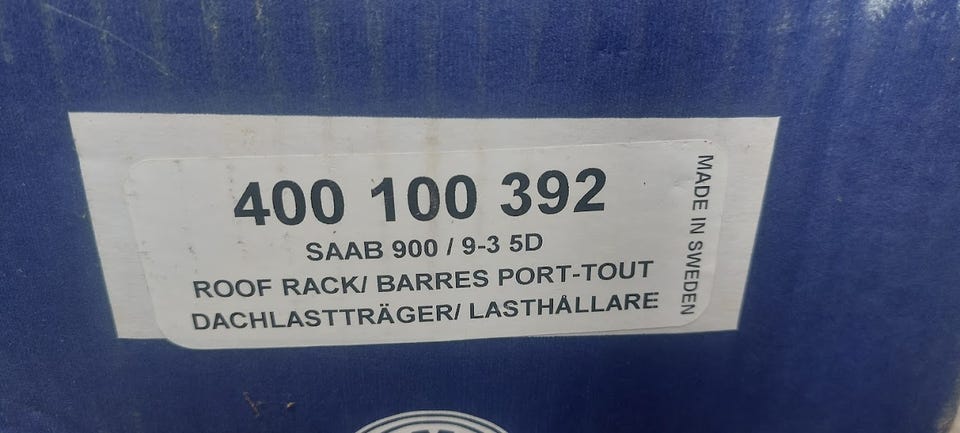 400 100 392
SAAB 900 / 9-3 5D
ROOF RACK/ BARRES PORT-TOUT
DACHLASTTRÄGER/ LASTHÅLLARE
MADE IN SWEDEN